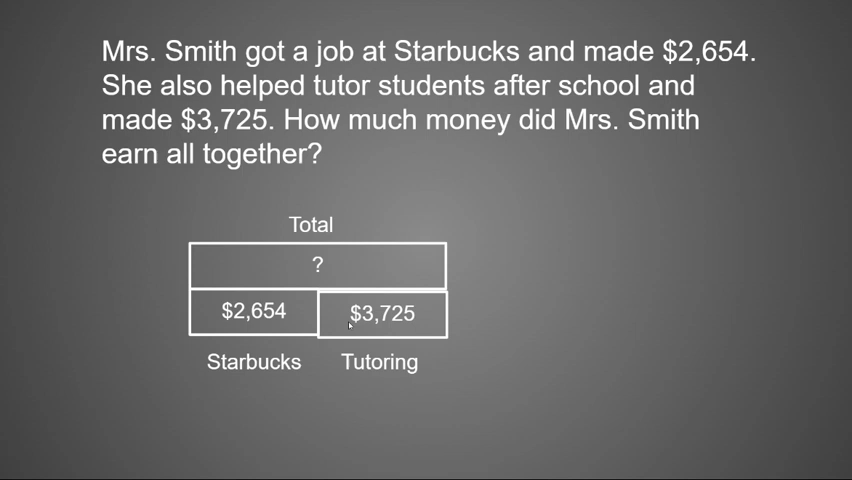 Mrs. Smith got a job at Starbucks and made $2,654.
She also helped tutor students after school and
made $3,725. How much money did Mrs. Smith
earn all together?
Total
?
$2,654 $3,725
Starbucks Tutoring